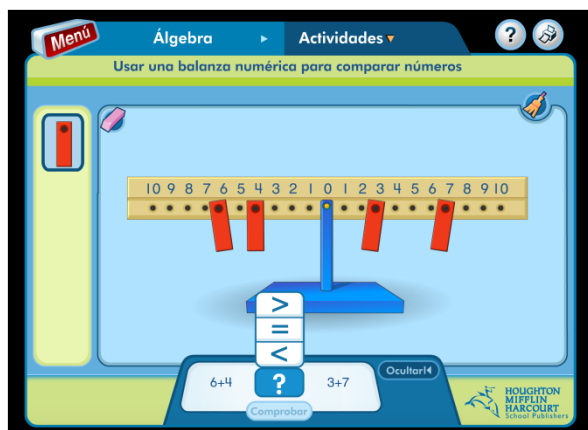 Menú
Álgebra
Actividades
?
Usar una balanza numérica para comparar números
10 9 8 7 6 5 4 3 2 1 0 1 2 3 4 5 6 7 8 9 10
>
=
<
6+4
?
3+7
Ocultar
Comprobar
HOUGHTON
MIFFLIN
HARCOURT
School Publishers